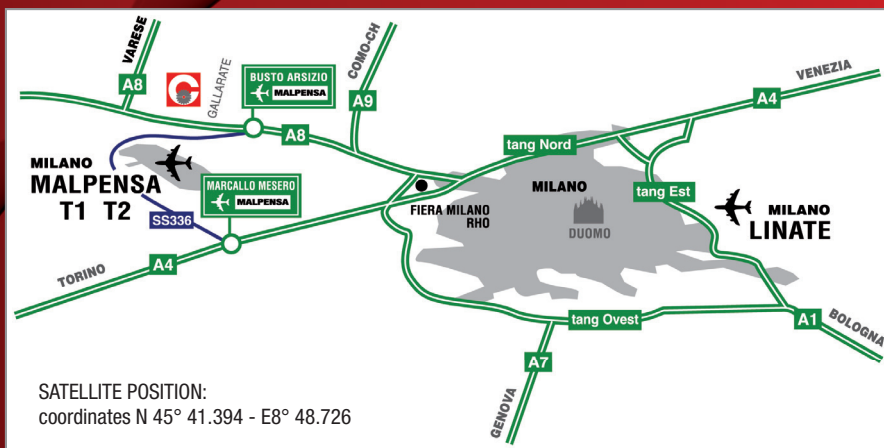 VARESE
A8
GALLARATE
BUSTO ARSIZIO
MALPENSA
COMO-CH
A9
A8
VENEZIA
A4
tang Nord
MILANO
MALPENSA
T1 T2
MARCALLO MESERO
MALPENSA
SS336
FIERA MILANO
RHO
MILANO
DUOMO
tang Est
MILANO
LINATE
TORINO
A4
tang Ovest
A1
BOLOGNA
A7
GENOVA
SATELLITE POSITION:
coordinates N 45° 41.394 - E8° 48.726